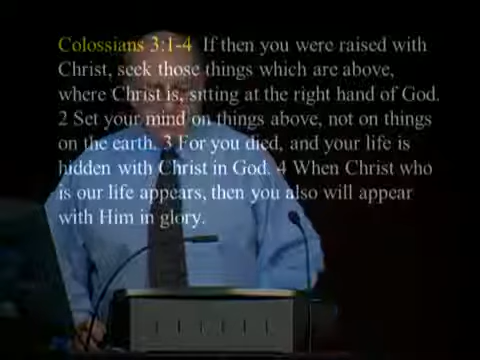 Colossians 3:1-4  If then you were raised with
Christ, seek those things which are above,
where Christ is, sitting at the right hand of God.
2 Set your mind on things above, not on things
on the earth. 3 For you died, and your life is
hidden with Christ in God. 4 When Christ who
is our life appears, then you also will appear
with Him in glory.